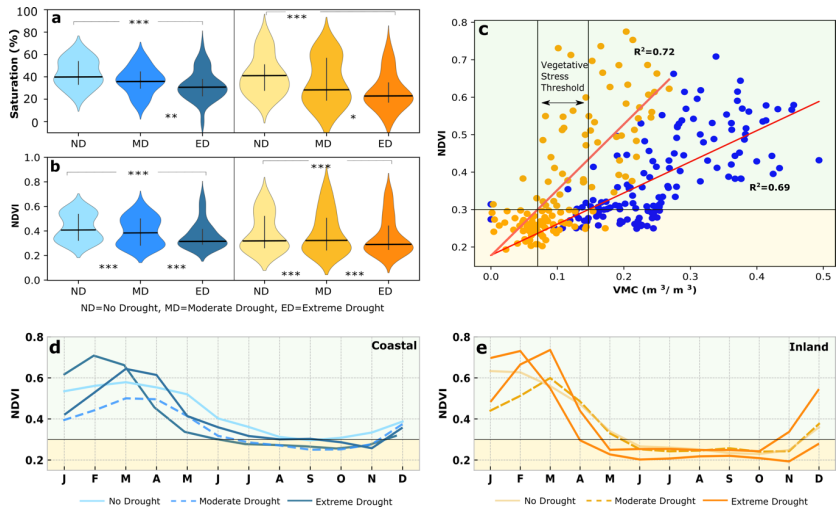 a
Saturation (%)
80
60
40
20
0
***
**
***
*
ND
MD
ED
ND
MD
ED
b
NDVI
1.0
0.8
0.6
0.4
0.2
0.0
***
***
***
***
***
***
ND
MD
ED
ND
MD
ED
ND=No Drought, MD=Moderate Drought, ED=Extreme Drought
c
NDVI
0.8
0.7
0.6
0.5
0.4
0.3
0.2
Vegetative
Stress
Threshold
R²=0.72
R²=0.69
0.0
0.1
0.2
0.3
0.4
0.5
VMC (m³/ m³)
d
Coastal
NDVI
0.8
0.6
0.4
0.2
J F M A M J J A S O N D
No Drought
Moderate Drought
Extreme Drought
e
Inland
NDVI
0.8
0.6
0.4
0.2
J F M A M J J A S O N D
No Drought
Moderate Drought
Extreme Drought